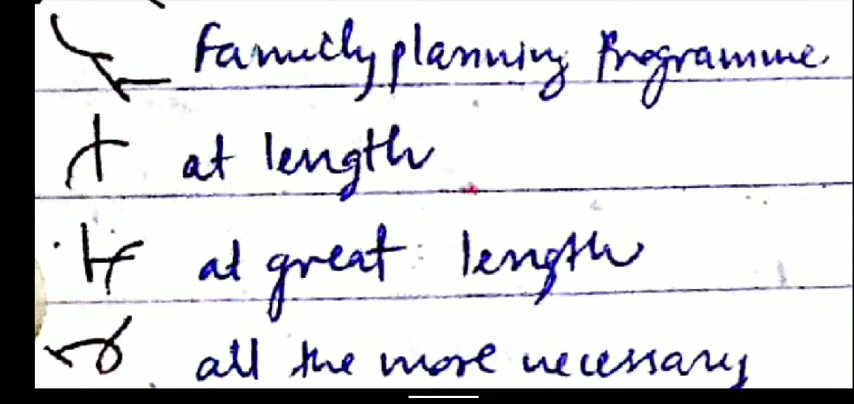 Family planning Programme.
at length
at great length
all the more necessary